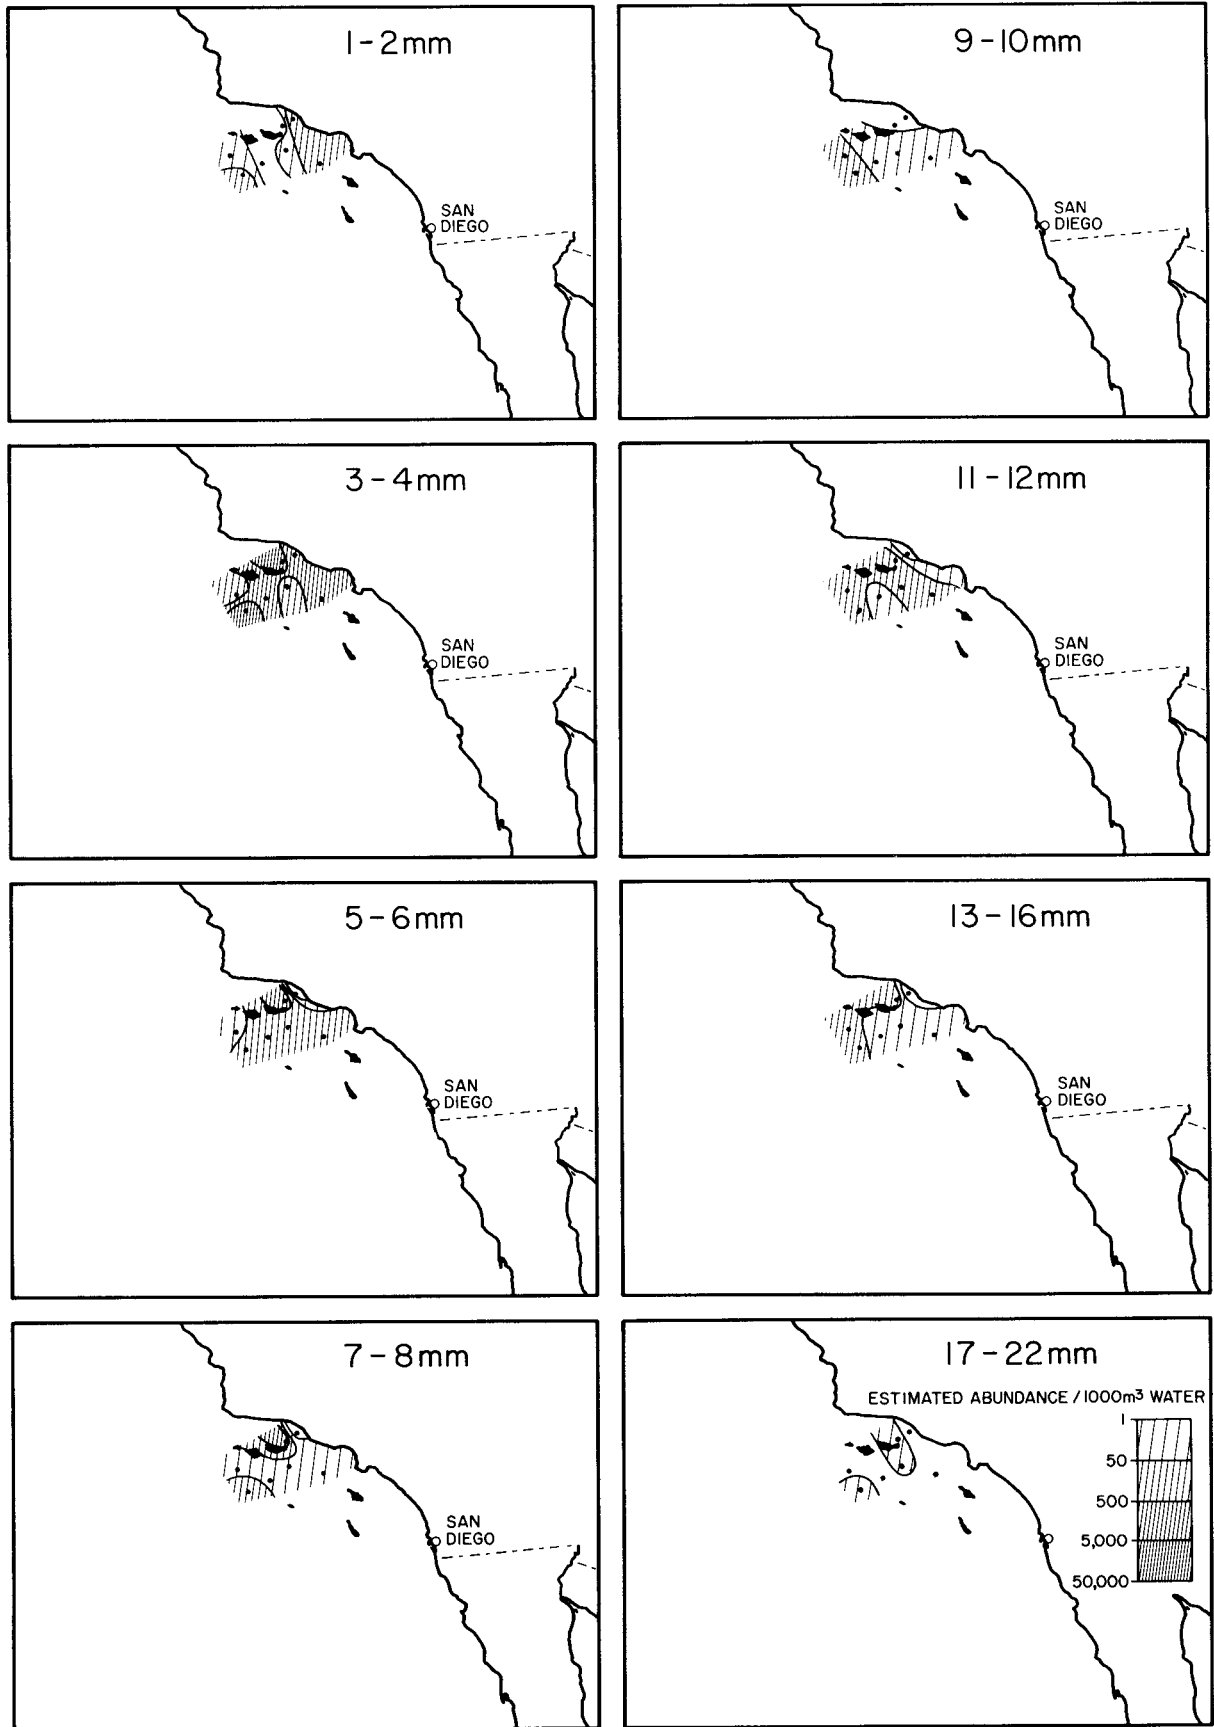 1-2mm
SAN
DIEGO
9-10mm
SAN
DIEGO
3-4mm
SAN
DIEGO
11-12mm
SAN
DIEGO
5-6mm
SAN
DIEGO
13-16mm
SAN
DIEGO
7-8mm
SAN
DIEGO
17-22mm
ESTIMATED ABUNDANCE / 1000m³ WATER
1
50
500
5,000
50,000